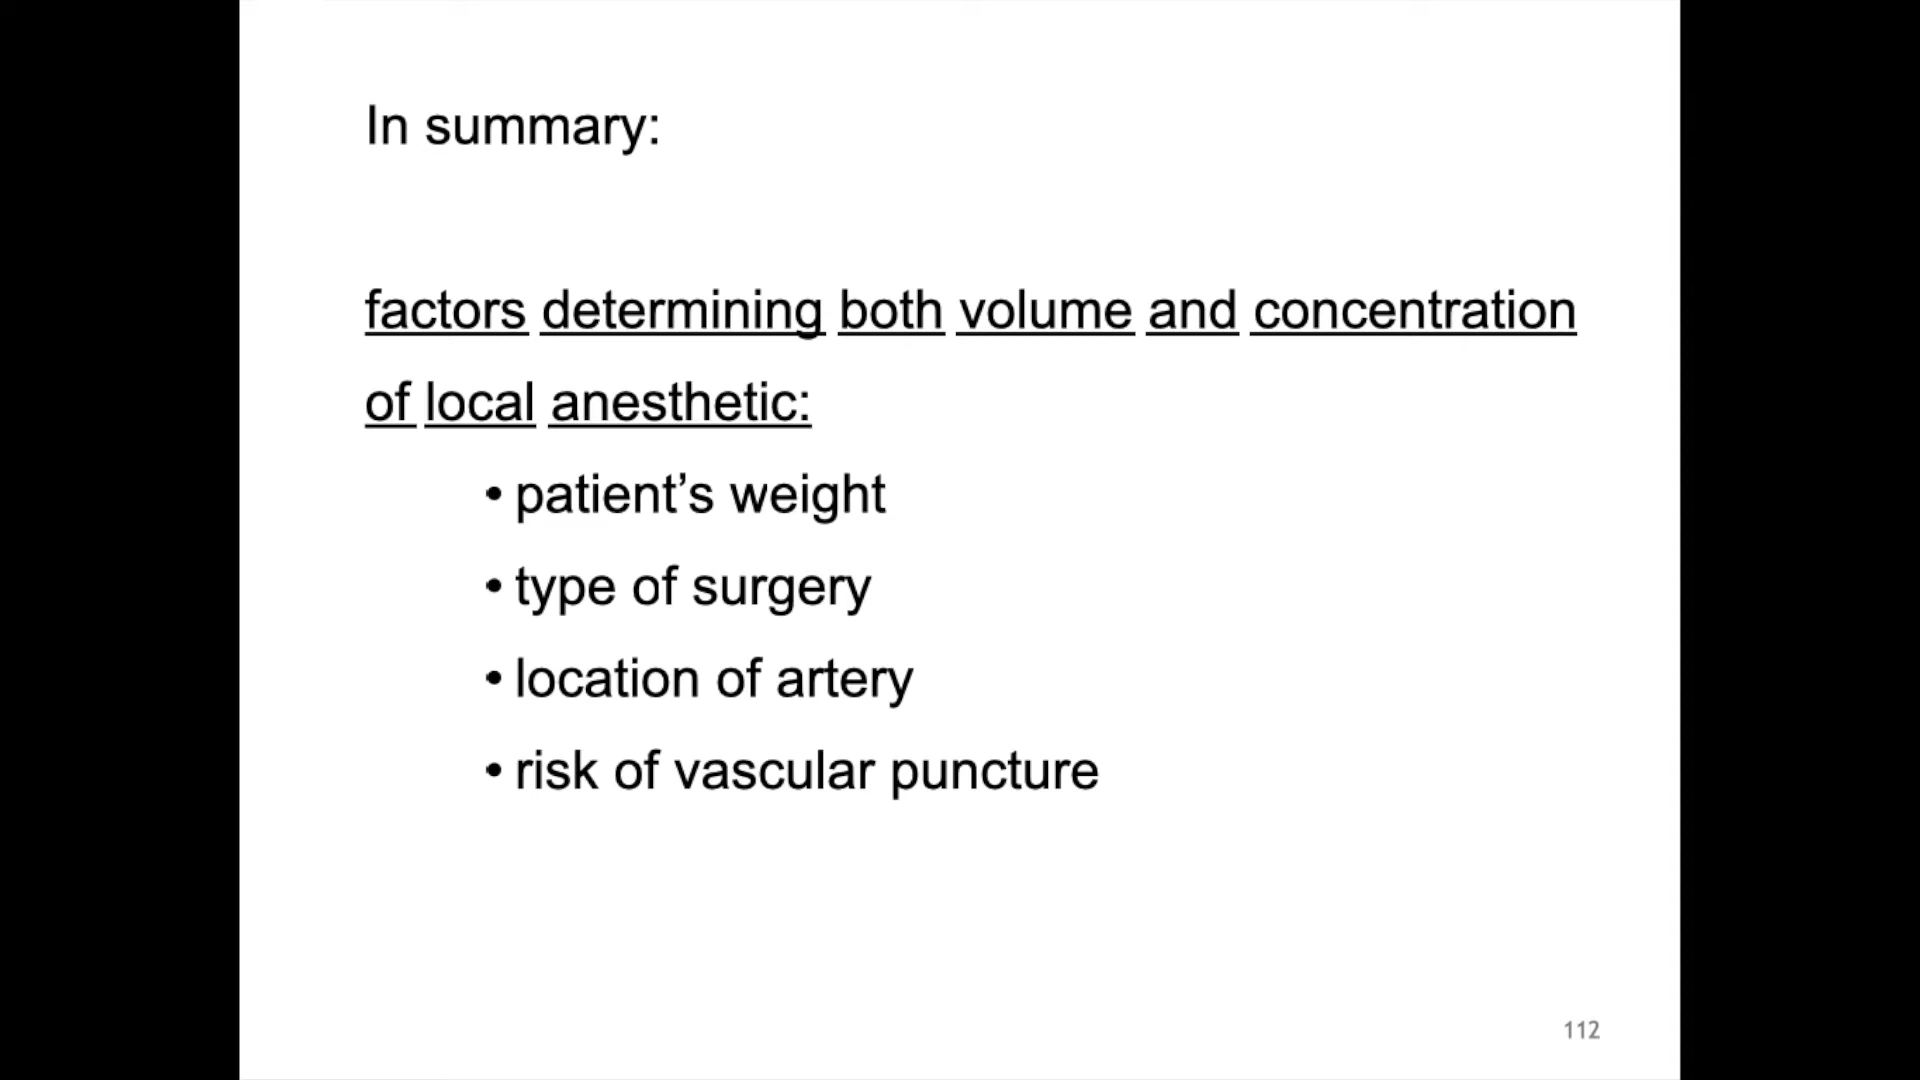 In summary:
factors determining both volume and concentration
of local anesthetic:
• patient’s weight
• type of surgery
• location of artery
• risk of vascular puncture
112